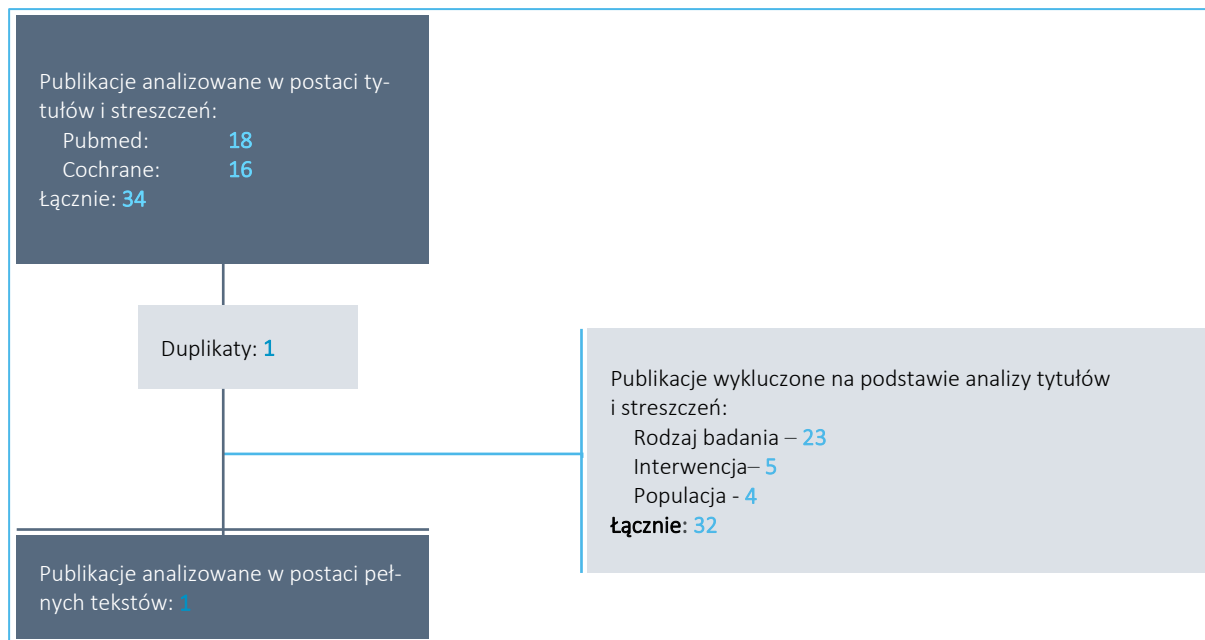 Publikacje analizowane w postaci ty-
tułów i streszczeń:
Pubmed: 18
Cochrane: 16
Łącznie: 34
Duplikaty: 1
Publikacje wykluczone na podstawie analizy tytułów
i streszczeń:
Rodzaj badania – 23
Interwencja– 5
Populacja - 4
Łącznie: 32
Publikacje analizowane w postaci peł-
nych tekstów: 1